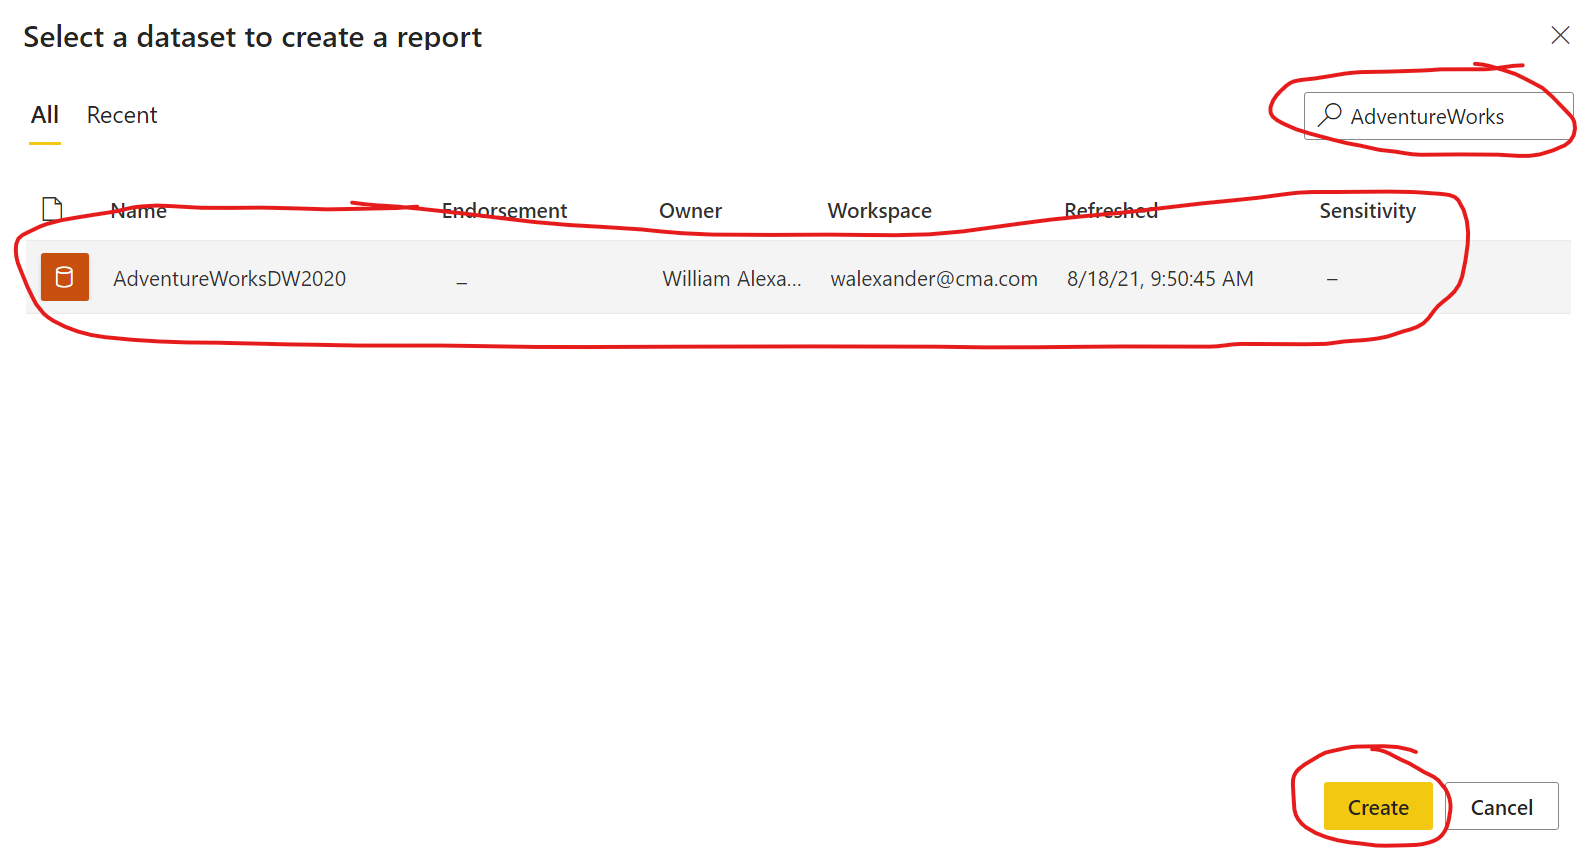 Select a dataset to create a report
All Recent
AdventureWorks
Name Endorsement Owner Workspace Refreshed Sensitivity
AdventureWorksDW2020 – William Alexa... walexander@cma.com 8/18/21, 9:50:45 AM –
Create Cancel